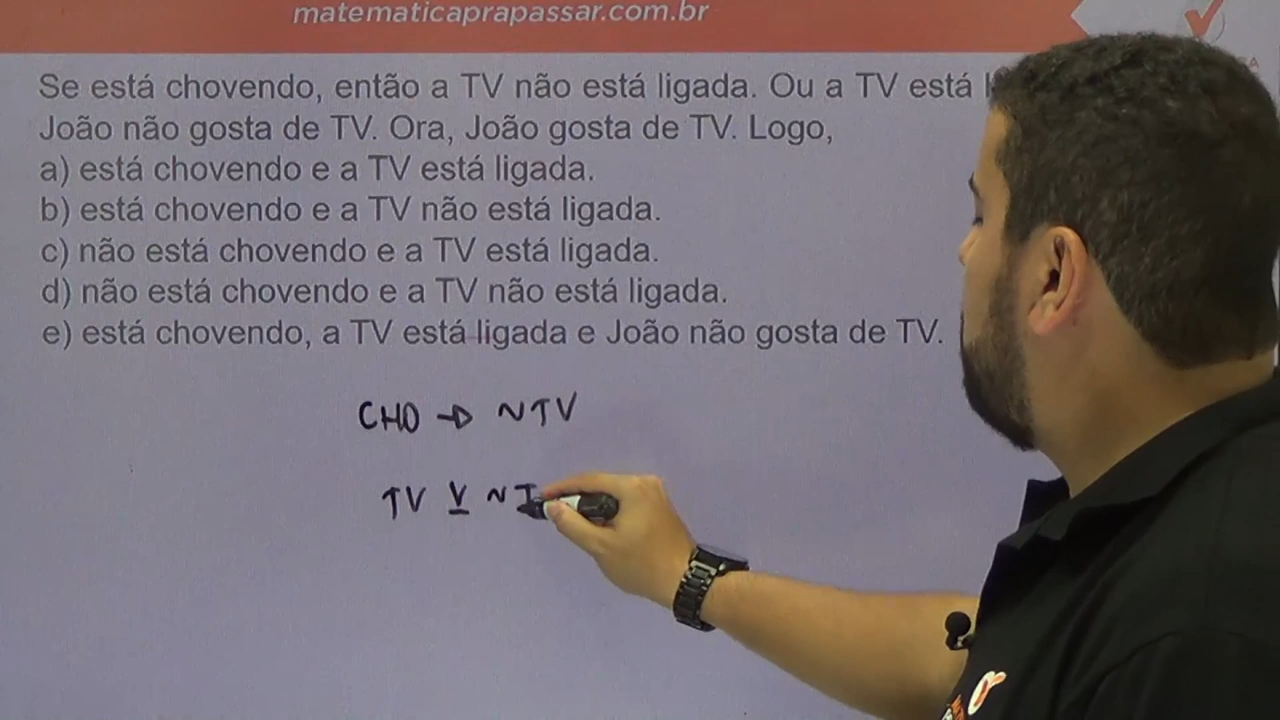 matematicaprapassar.com.br
Se está chovendo, então a TV não está ligada. Ou a TV está
João não gosta de TV. Ora, João gosta de TV. Logo,
a) está chovendo e a TV está ligada.
b) está chovendo e a TV não está ligada.
c) não está chovendo e a TV está ligada.
d) não está chovendo e a TV não está ligada.
e) está chovendo, a TV está ligada e João não gosta de TV.
CHO → ~TV
TV ⊻ ~